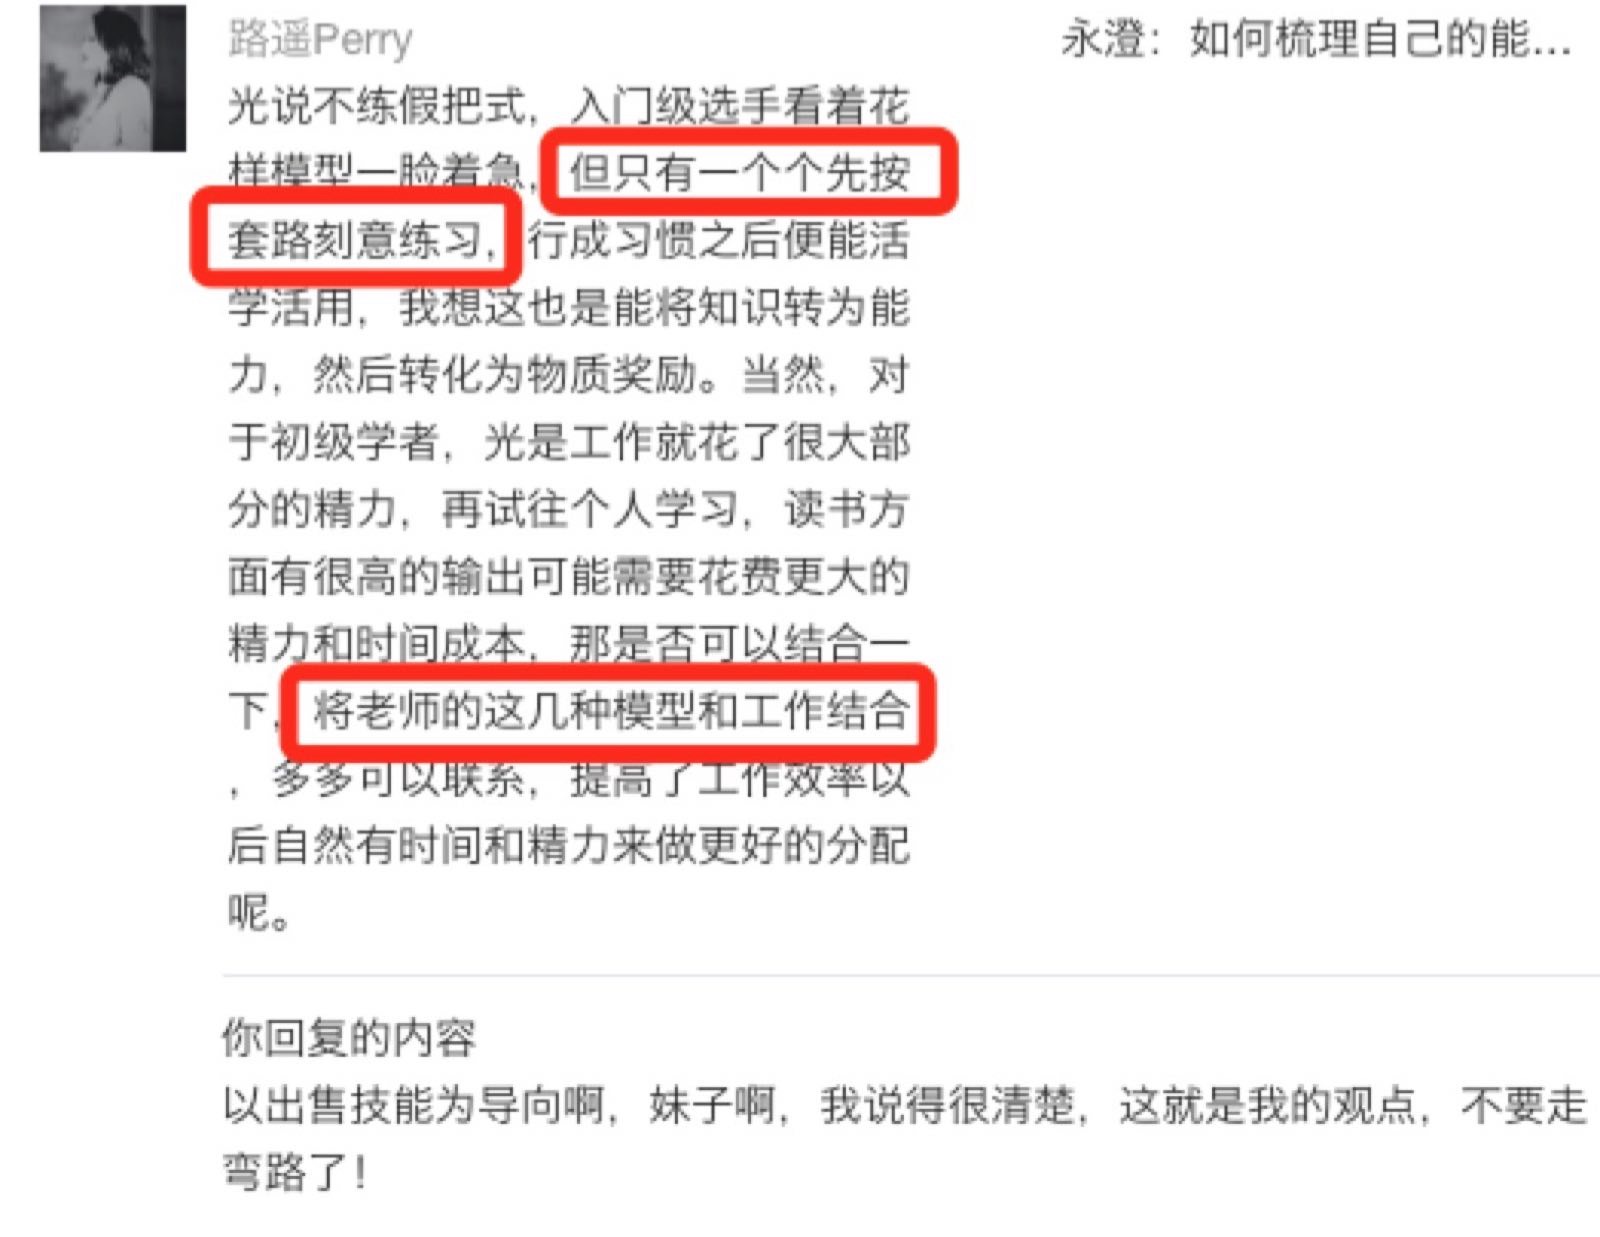 路遥Perry
永澄：如何梳理自己的能...
光说不练假把式，入门级选手看着花
样模型一脸着急，但只有一个个先按
套路刻意练习，行成习惯之后便能活
学活用，我想这也是能将知识转为能
力，然后转化为物质奖励。当然，对
于初级学者，光是工作就花了很大部
分的精力，再试往个人学习，读书方
面有很高的输出可能需要花费更大的
精力和时间成本，那是否可以结合一
下，将老师的这几种模型和工作结合
，多多可以联系，提高了工作效率以
后自然有时间和精力来做更好的分配
呢。
你回复的内容
以出售技能为导向啊，妹子啊，我说得很清楚，这就是我的观点，不要走
弯路了！